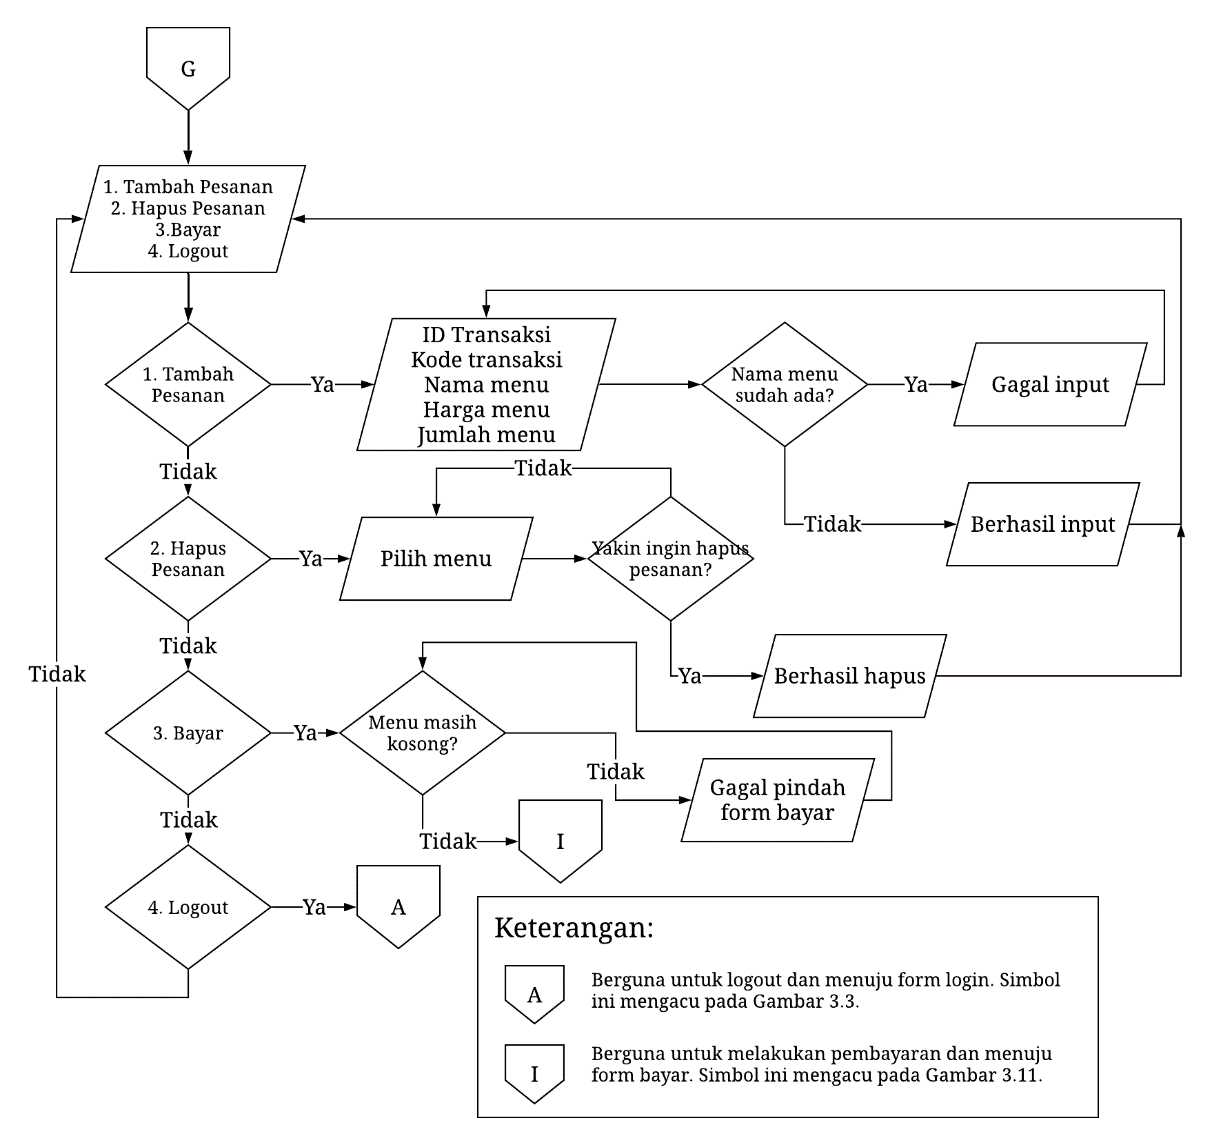 G
1. Tambah Pesanan
2. Hapus Pesanan
3.Bayar
4. Logout
1. Tambah
Pesanan
Ya
ID Transaksi
Kode transaksi
Nama menu
Harga menu
Jumlah menu
Nama menu
sudah ada?
Ya
Gagal input
Tidak
Berhasil input
Tidak
2. Hapus
Pesanan
Ya
Pilih menu
Tidak
Yakin ingin hapus
pesanan?
Ya
Berhasil hapus
Tidak
Tidak
3. Bayar
Ya
Menu masih
kosong?
Tidak
Gagal pindah
form bayar
Tidak
I
Tidak
4. Logout
Ya
A
Keterangan:
A
Berguna untuk logout dan menuju form login. Simbol
ini mengacu pada Gambar 3.3.
I
Berguna untuk melakukan pembayaran dan menuju
form bayar. Simbol ini mengacu pada Gambar 3.11.